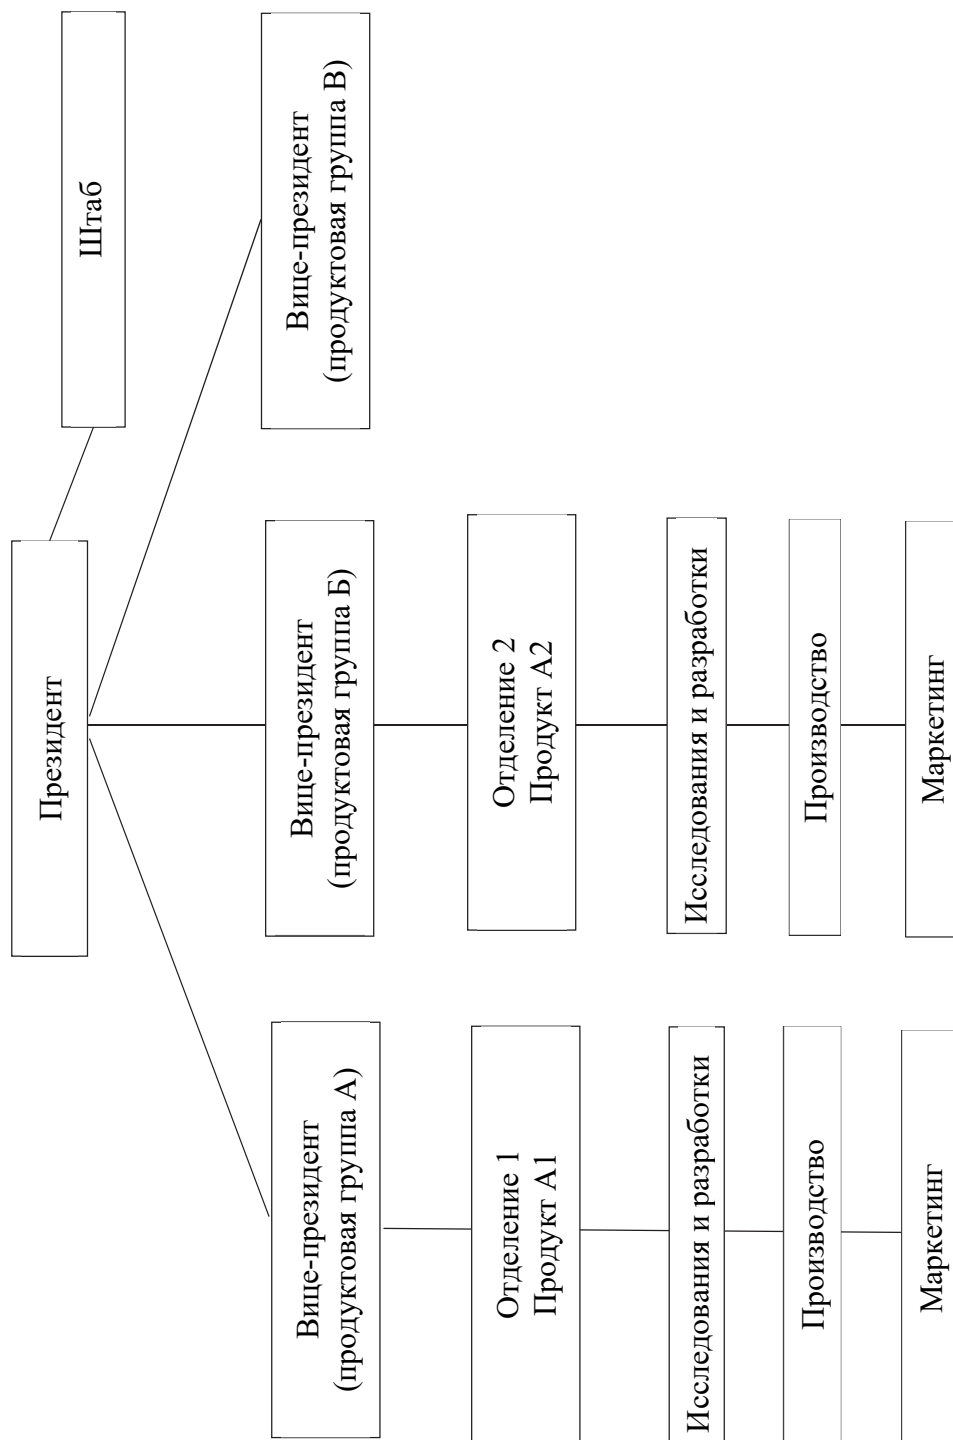 Президент
Штаб
Вице-президент
(продуктовая группа А)
Вице-президент
(продуктовая группа Б)
Вице-президент
(продуктовая группа В)
Отделение 1
Продукт А1
Отделение 2
Продукт А2
Исследования и разработки
Исследования и разработки
Производство
Производство
Маркетинг
Маркетинг